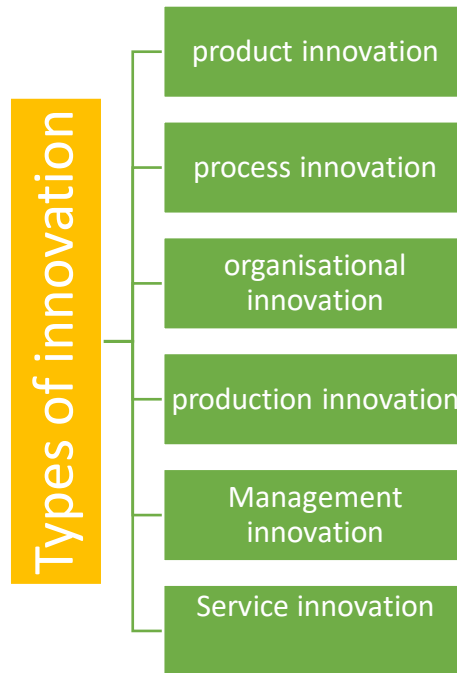 Types of innovation
product innovation
process innovation
organisational
innovation
production innovation
Management
innovation
Service innovation